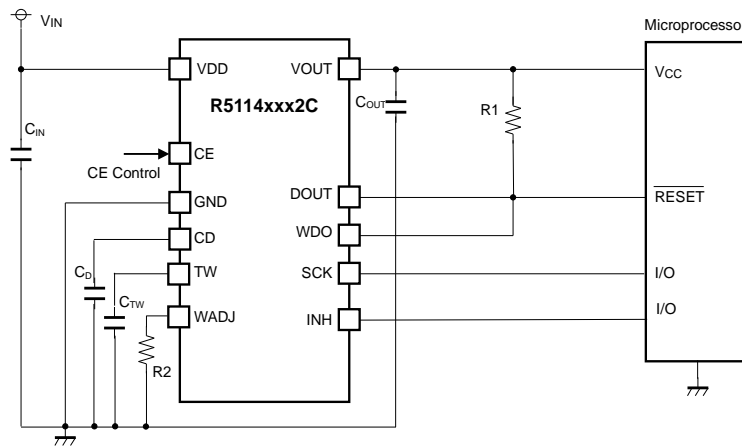 VIN
Microprocesso
VDD
VOUT
VCC
R5114xxx2C
COUT
R1
CIN
CE
CE Control
GND
DOUT
RESET
CD
WDO
CD
TW
SCK
I/O
CTW
WADJ
INH
I/O
R2